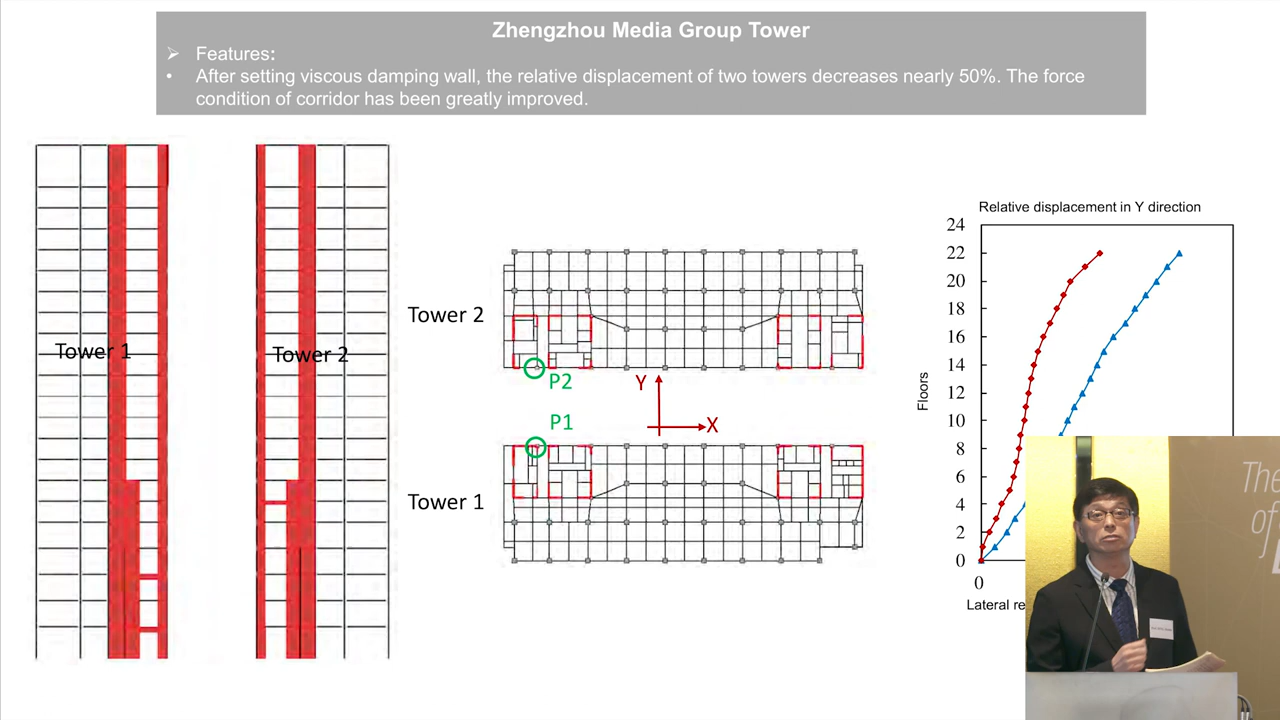 Zhengzhou Media Group Tower
➢ Features:
• After setting viscous damping wall, the relative displacement of two towers decreases nearly 50%. The force
condition of corridor has been greatly improved.
Tower 1
Tower 2
Tower 2
P2
Y
X
P1
Tower 1
Relative displacement in Y direction
24
22
20
18
16
14
12
10
8
6
4
2
0
Floors
0
Lateral
The
of